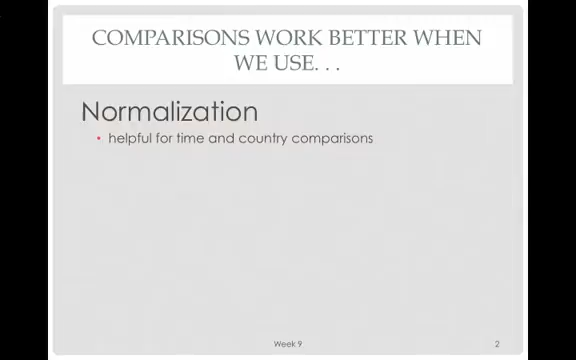 COMPARISONS WORK BETTER WHEN
WE USE. . .
Normalization
• helpful for time and country comparisons
Week 9
2